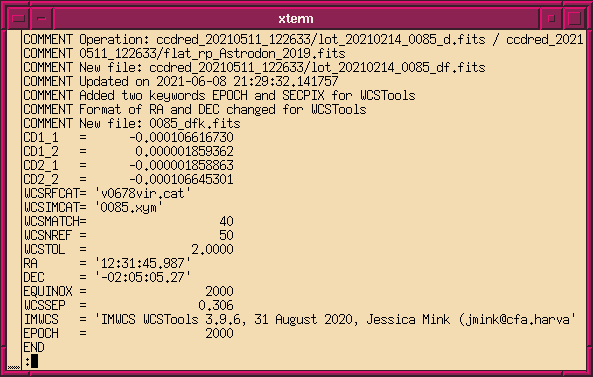 xterm
COMMENT Operation: ccdred_20210511_122633/lot_20210214_0085_d.fits / ccdred_2021
COMMENT 0511_122633/flat_rp_Astrodon_2019.fits
COMMENT New file: ccdred_20210511_122633/lot_20210214_0085_df.fits
COMMENT Updated on 2021-06-08 21:29:32.141757
COMMENT Added two keywords EPOCH and SECPIX for WCSTools
COMMENT Format of RA and DEC changed for WCSTools
COMMENT New file: 0085_dfk.fits
CD1_1   =      -0.000106616730
CD1_2   =       0.000001859362
CD2_1   =      -0.000001858863
CD2_2   =      -0.000106645301
WCSRFCAT= 'v0678vir.cat'
WCSIMCAT= '0085.xym'
WCSMATCH=                   40
WCSNREF =                   50
WCSTOL  =               2.0000
RA      = '12:31:45.987'
DEC     = '-02:05:05.27'
EQUINOX =                 2000
WCSSEP  =                0.306
IMWCS   = 'IMWCS WCSTools 3.9.6, 31 August 2020, Jessica Mink (jmink@cfa.harva'
EPOCH   =                 2000
END
: